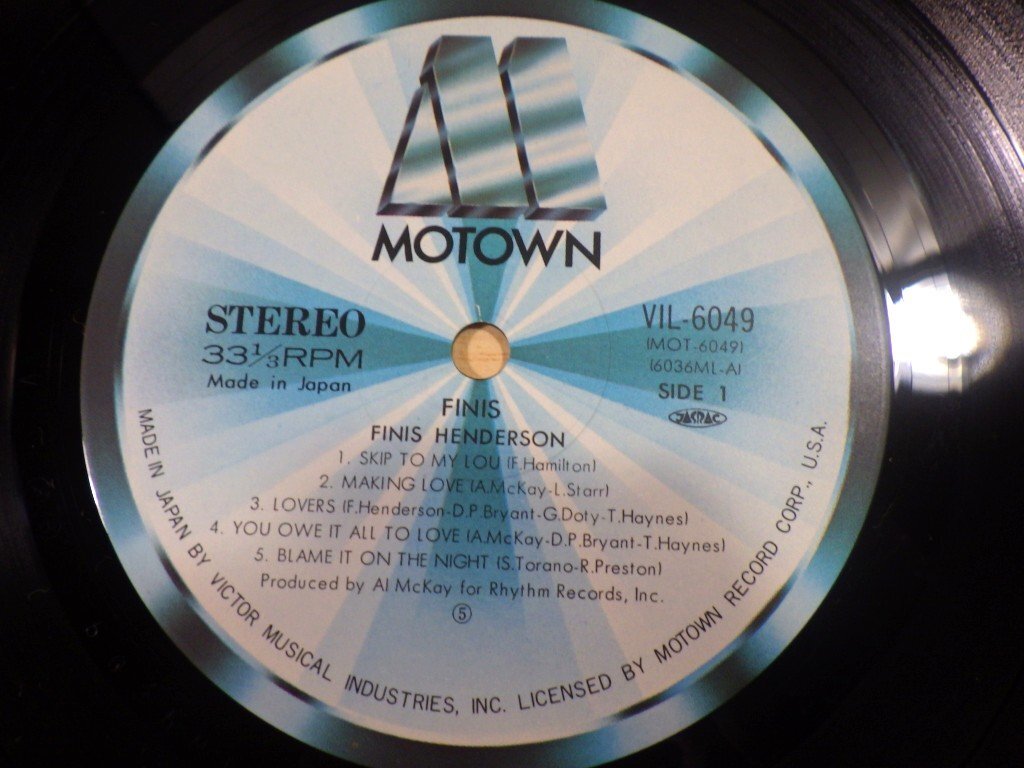 MOTOWN
STEREO
33⅓RPM
Made in Japan
VIL-6049
(MOT-6049)
(6036ML-A)
SIDE 1
JASRAC
FINIS
FINIS HENDERSON
1. SKIP TO MY LOU (F.Hamilton)
2. MAKING LOVE (A.McKay-L.Starr)
3. LOVERS (F.Henderson-D.P.Bryant-G.Doty-T.Haynes)
4. YOU OWE IT ALL TO LOVE (A.McKay-D.P.Bryant-T.Haynes)
5. BLAME IT ON THE NIGHT (S.Torano-R.Preston)
Produced by Al McKay for Rhythm Records, Inc.
⑤
MADE IN JAPAN BY VICTOR MUSICAL INDUSTRIES, INC. LICENSED BY MOTOWN RECORD CORP., U.S.A.